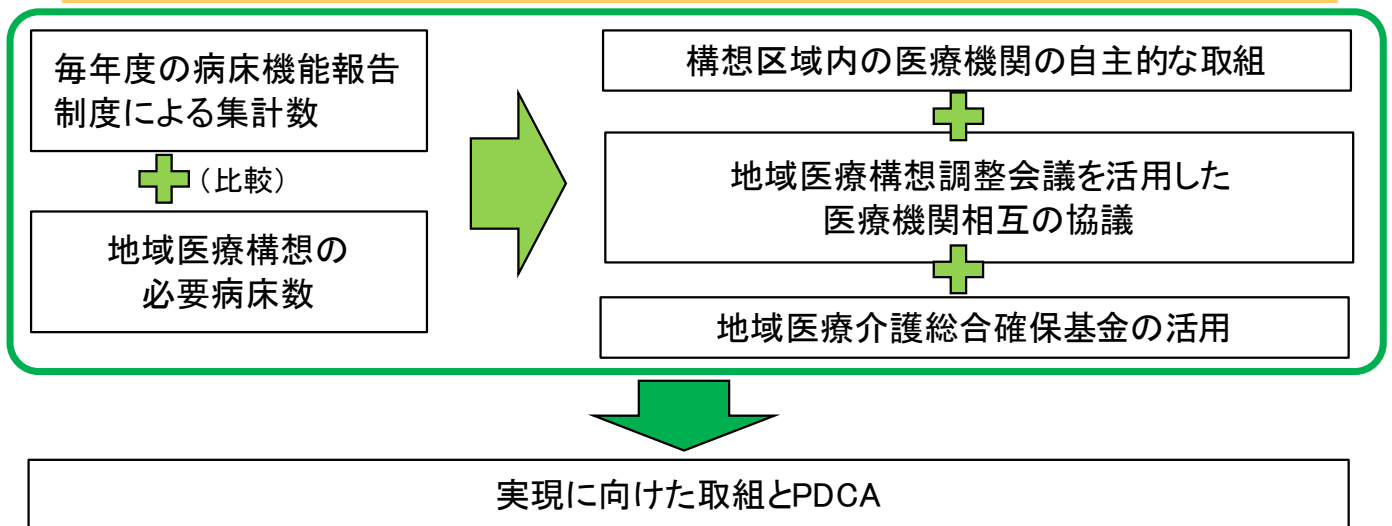 毎年度の病床機能報告
制度による集計数
(比較)
地域医療構想の
必要病床数
構想区域内の医療機関の自主的な取組
地域医療構想調整会議を活用した
医療機関相互の協議
地域医療介護総合確保基金の活用
実現に向けた取組とPDCA